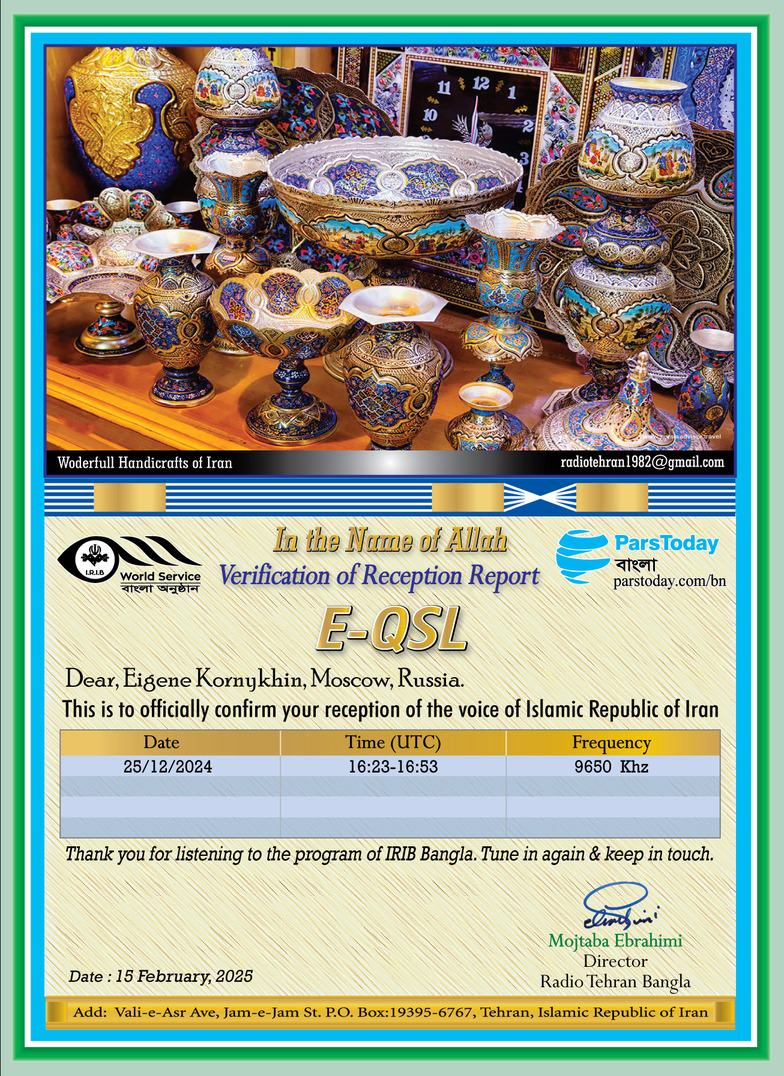 11 12 1
10
Woderfull Handicrafts of Iran
radiotehran1982@gmail.com
In the Name of Allah
I.R.I.B
World Service
বাংলা অনুষ্ঠান
Verification of Reception Report
ParsToday
বাংলা
parstoday.com/bn
E-QSL
Dear, Eigene Kornykhin, Moscow, Russia.
This is to officially confirm your reception of the voice of Islamic Republic of Iran
Date Time (UTC) Frequency
25/12/2024 16:23-16:53 9650 Khz
Thank you for listening to the program of IRIB Bangla. Tune in again & keep in touch.
Mojtaba Ebrahimi
Director
Radio Tehran Bangla
Date : 15 February, 2025
Add: Vali-e-Asr Ave, Jam-e-Jam St. P.O. Box:19395-6767, Tehran, Islamic Republic of Iran